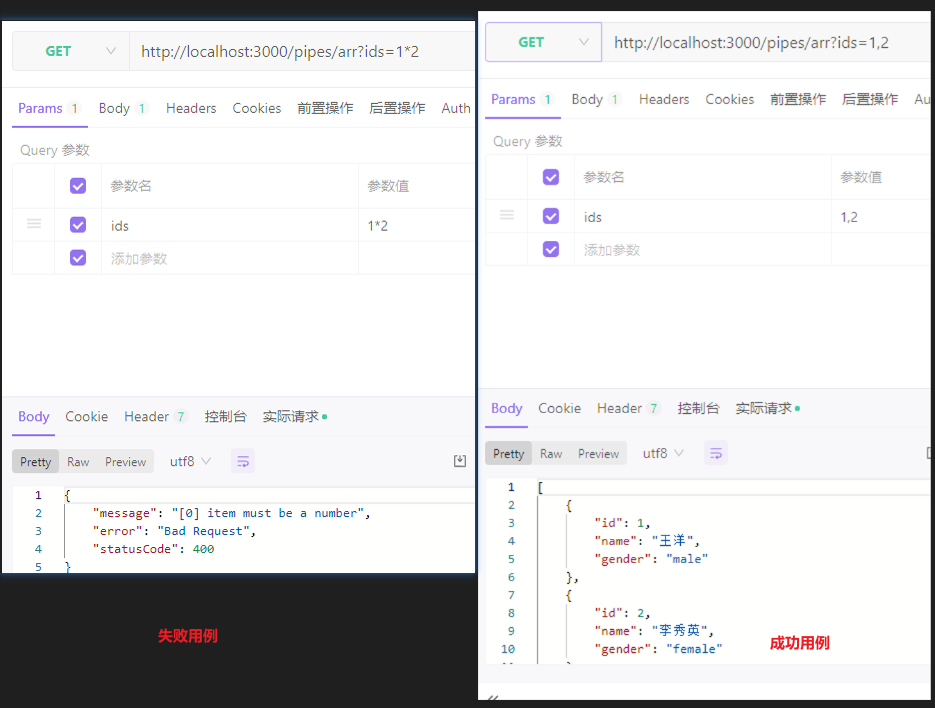 GET
http://localhost:3000/pipes/arr?ids=1*2
Params 1 Body 1 Headers Cookies 前置操作 后置操作 Auth
Query 参数
参数名 参数值
ids 1*2
添加参数
Body Cookie Header 7 控制台 实际请求
Pretty Raw Preview utf8
1 {
2 "message": "[0] item must be a number",
3 "error": "Bad Request",
4 "statusCode": 400
5 }
失败用例
GET
http://localhost:3000/pipes/arr?ids=1,2
Params 1 Body 1 Headers Cookies 前置操作 后置操作 Au
Query 参数
参数名 参数值
ids 1,2
添加参数
Body Cookie Header 7 控制台 实际请求
Pretty Raw Preview utf8
1 [
2 {
3 "id": 1,
4 "name": "王洋",
5 "gender": "male"
6 },
7 {
8 "id": 2,
9 "name": "李秀英",
10 "gender": "female"
成功用例